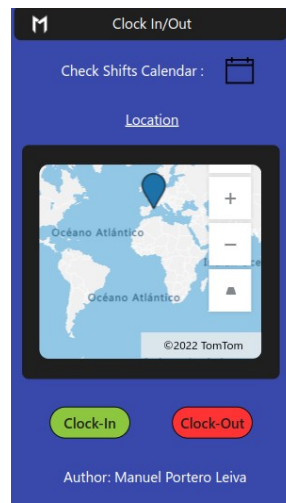 M Clock In/Out
Check Shifts Calendar :
Location
Océano Atlántico
Océano Atlántico
+
−
©2022 TomTom
Clock-In Clock-Out
Author: Manuel Portero Leiva